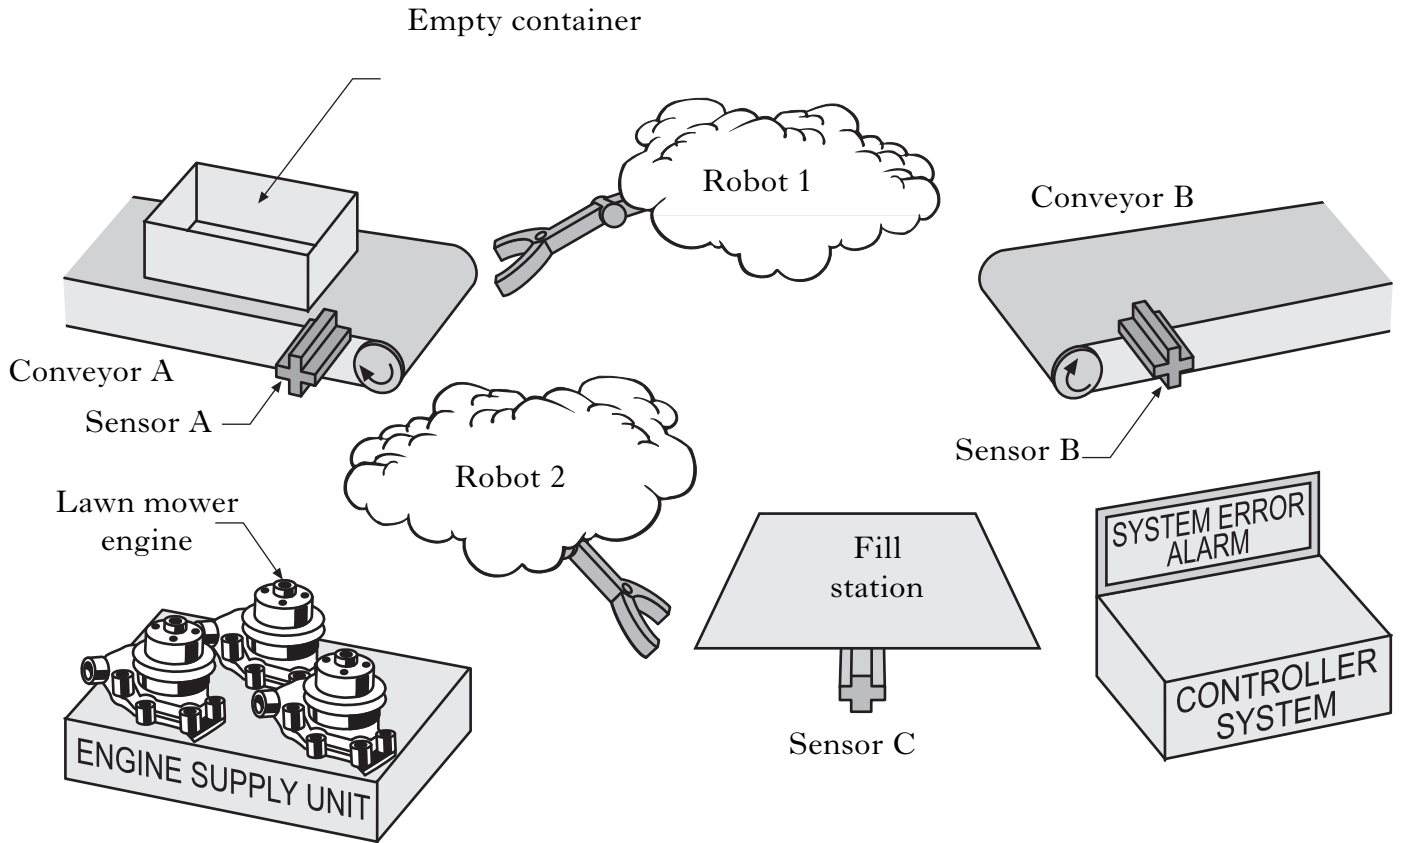 Empty container
Robot 1
Conveyor B
Conveyor A
Sensor A
Sensor B
Robot 2
Lawn mower
engine
Fill
station
SYSTEM ERROR
ALARM
CONTROLLER
SYSTEM
Sensor C
ENGINE SUPPLY UNIT